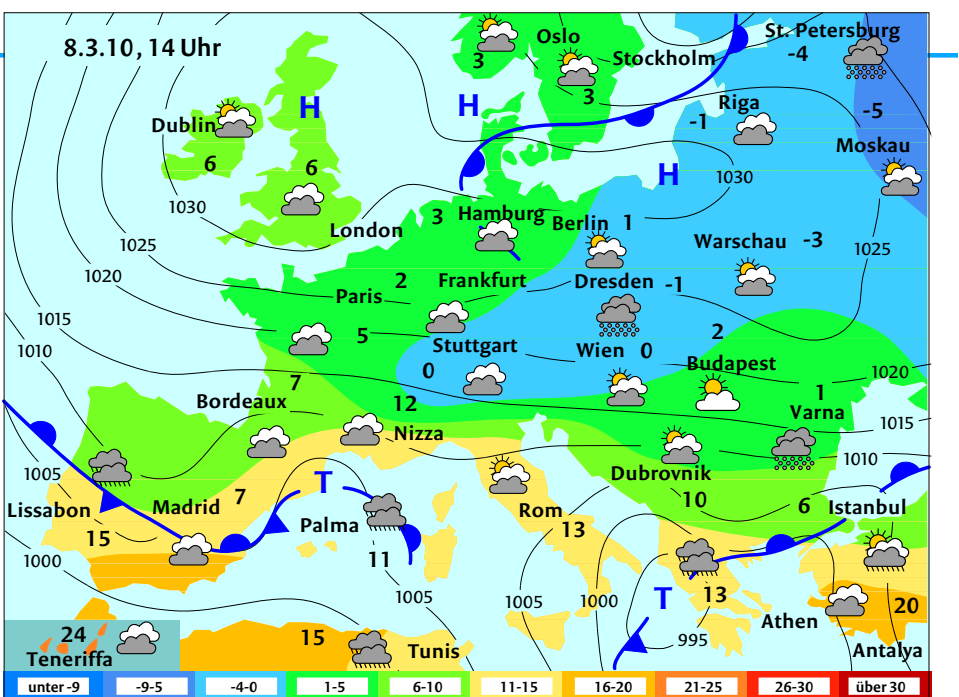 8.3.10, 14 Uhr
Oslo
3
Stockholm
3
St. Petersburg
-4
H
H
Dublin
6
6
Riga
-1
-5
Moskau
H
1030
1030
London
3
Hamburg
Berlin 1
Warschau -3
1025
1025
1020
2
Frankfurt
Dresden -1
Paris
1015
5
Stuttgart
0
Wien 0
2
Budapest
1010
7
1020
Bordeaux
12
Nizza
1
Varna
1015
1010
1005
Lissabon
15
Madrid
7
T
Palma
11
Rom
13
Dubrovnik
10
6
Istanbul
1000
1005
1005
1000
T
13
995
Athen
20
Antalya
24
Teneriffa
15
Tunis
unter -9
-9-5
-4-0
1-5
6-10
11-15
16-20
21-25
26-30
über 30